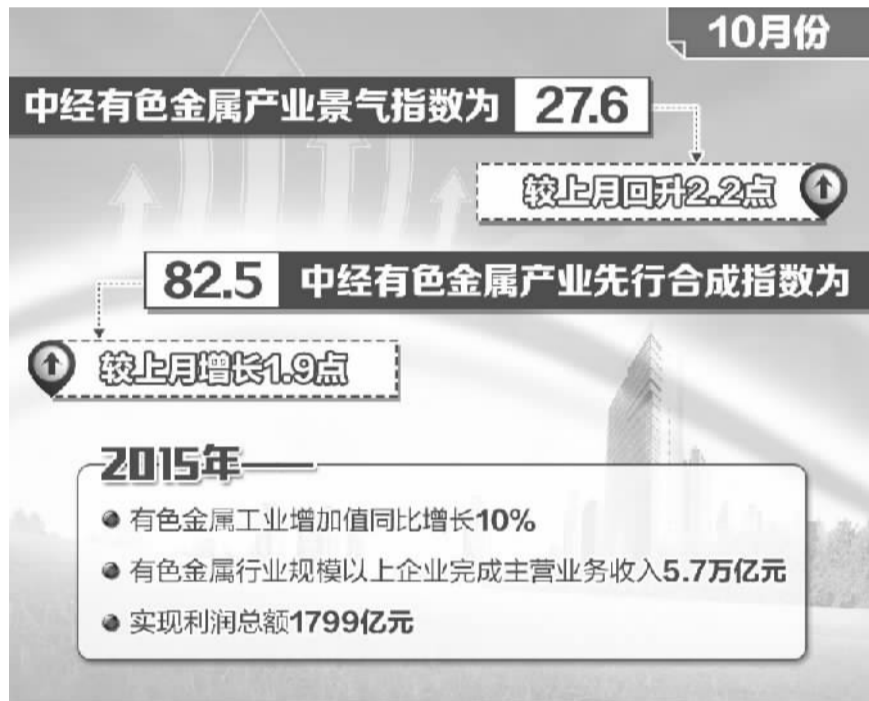 10月份
中经有色金属产业景气指数为 27.6
较上月回升2.2点
82.5 中经有色金属产业先行合成指数为
较上月增长1.9点
2015年——
有色金属工业增加值同比增长10%
有色金属行业规模以上企业完成主营业务收入5.7万亿元
实现利润总额1799亿元